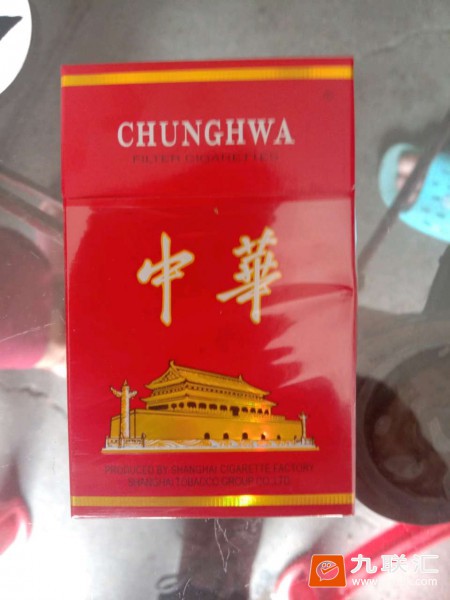 CHUNGHWA
FILTER CIGARETTES
中華
PRODUCED BY SHANGHAI CIGARETTE FACTORY
SHANGHAI TOBACCO GROUP CO.,LTD.
九联汇